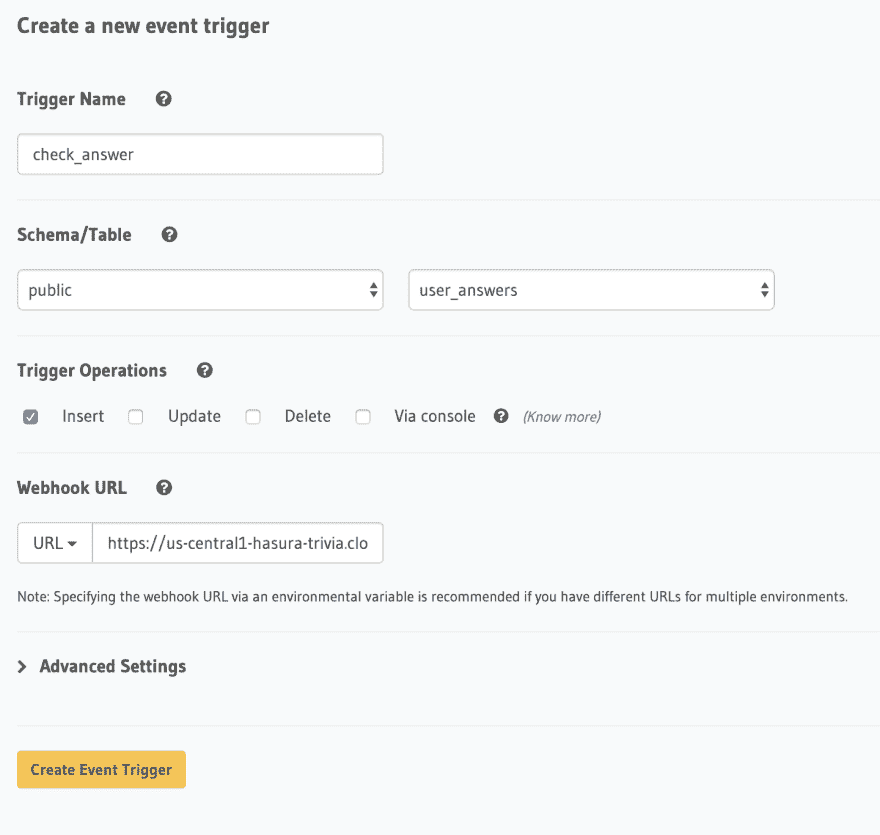 Create a new event trigger
Trigger Name
check_answer
Schema/Table
public user_answers
Trigger Operations
Insert Update Delete Via console (Know more)
Webhook URL
URL https://us-central1-hasura-trivia.clo
Note: Specifying the webhook URL via an environmental variable is recommended if you have different URLs for multiple environments.
Advanced Settings
Create Event Trigger